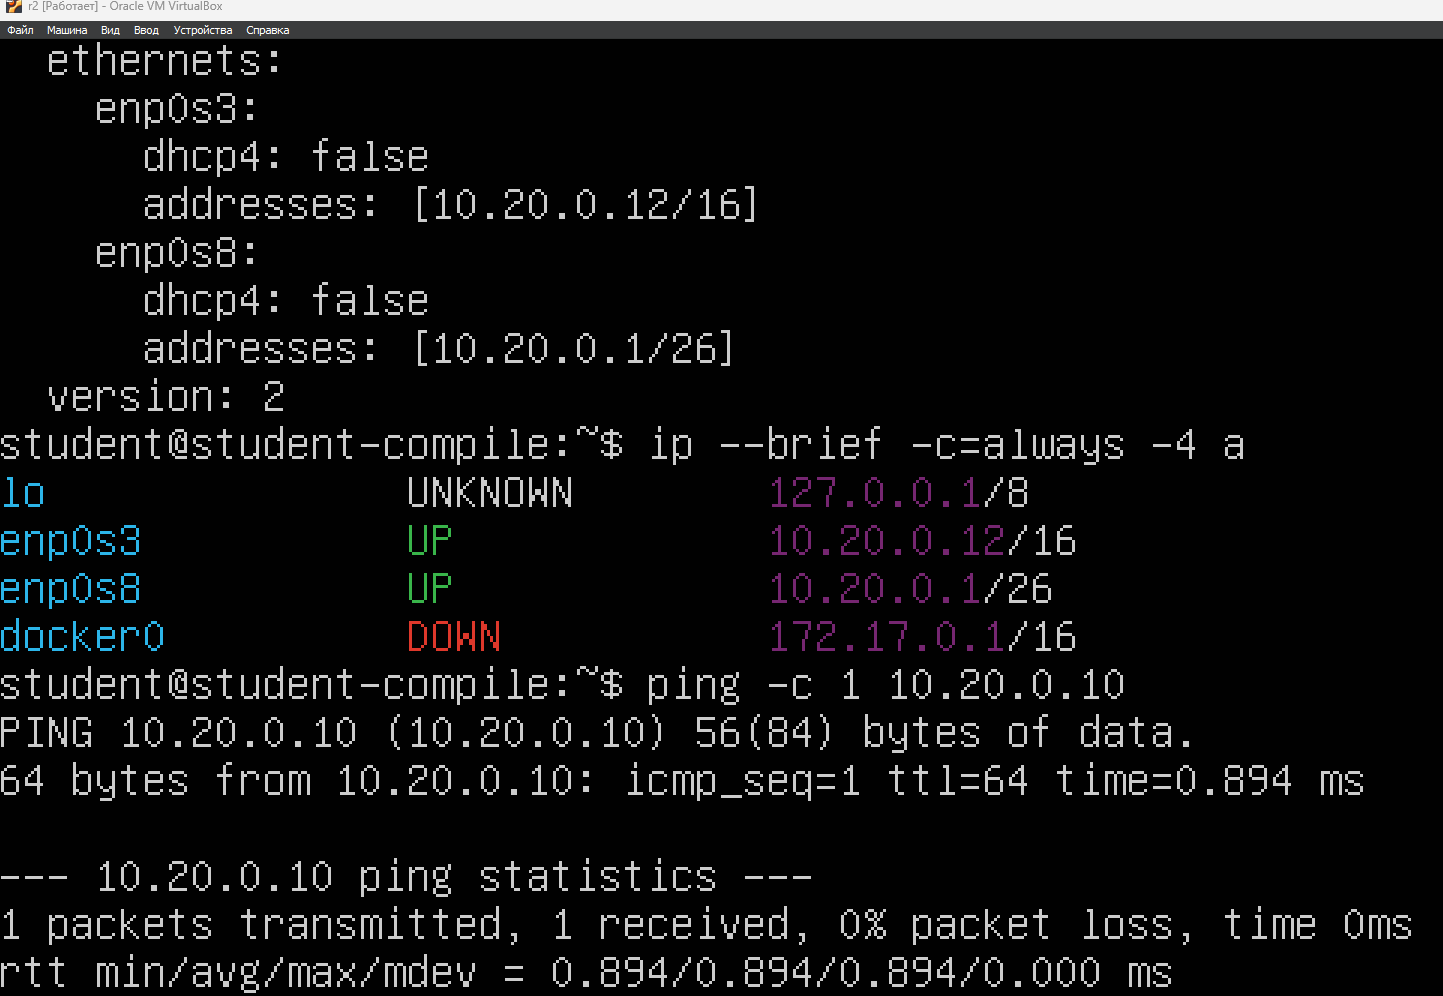 r2 [Работает] - Oracle VM VirtualBox
Файл Машина Вид Ввод Устройства Справка
ethernets:
enp0s3:
dhcp4: false
addresses: [10.20.0.12/16]
enp0s8:
dhcp4: false
addresses: [10.20.0.1/26]
version: 2
student@student-compile:~$ ip --brief -c=always -4 a
lo UNKNOWN 127.0.0.1/8
enp0s3 UP 10.20.0.12/16
enp0s8 UP 10.20.0.1/26
docker0 DOWN 172.17.0.1/16
student@student-compile:~$ ping -c 1 10.20.0.10
PING 10.20.0.10 (10.20.0.10) 56(84) bytes of data.
64 bytes from 10.20.0.10: icmp_seq=1 ttl=64 time=0.894 ms
--- 10.20.0.10 ping statistics ---
1 packets transmitted, 1 received, 0% packet loss, time 0ms
rtt min/avg/max/mdev = 0.894/0.894/0.894/0.000 ms